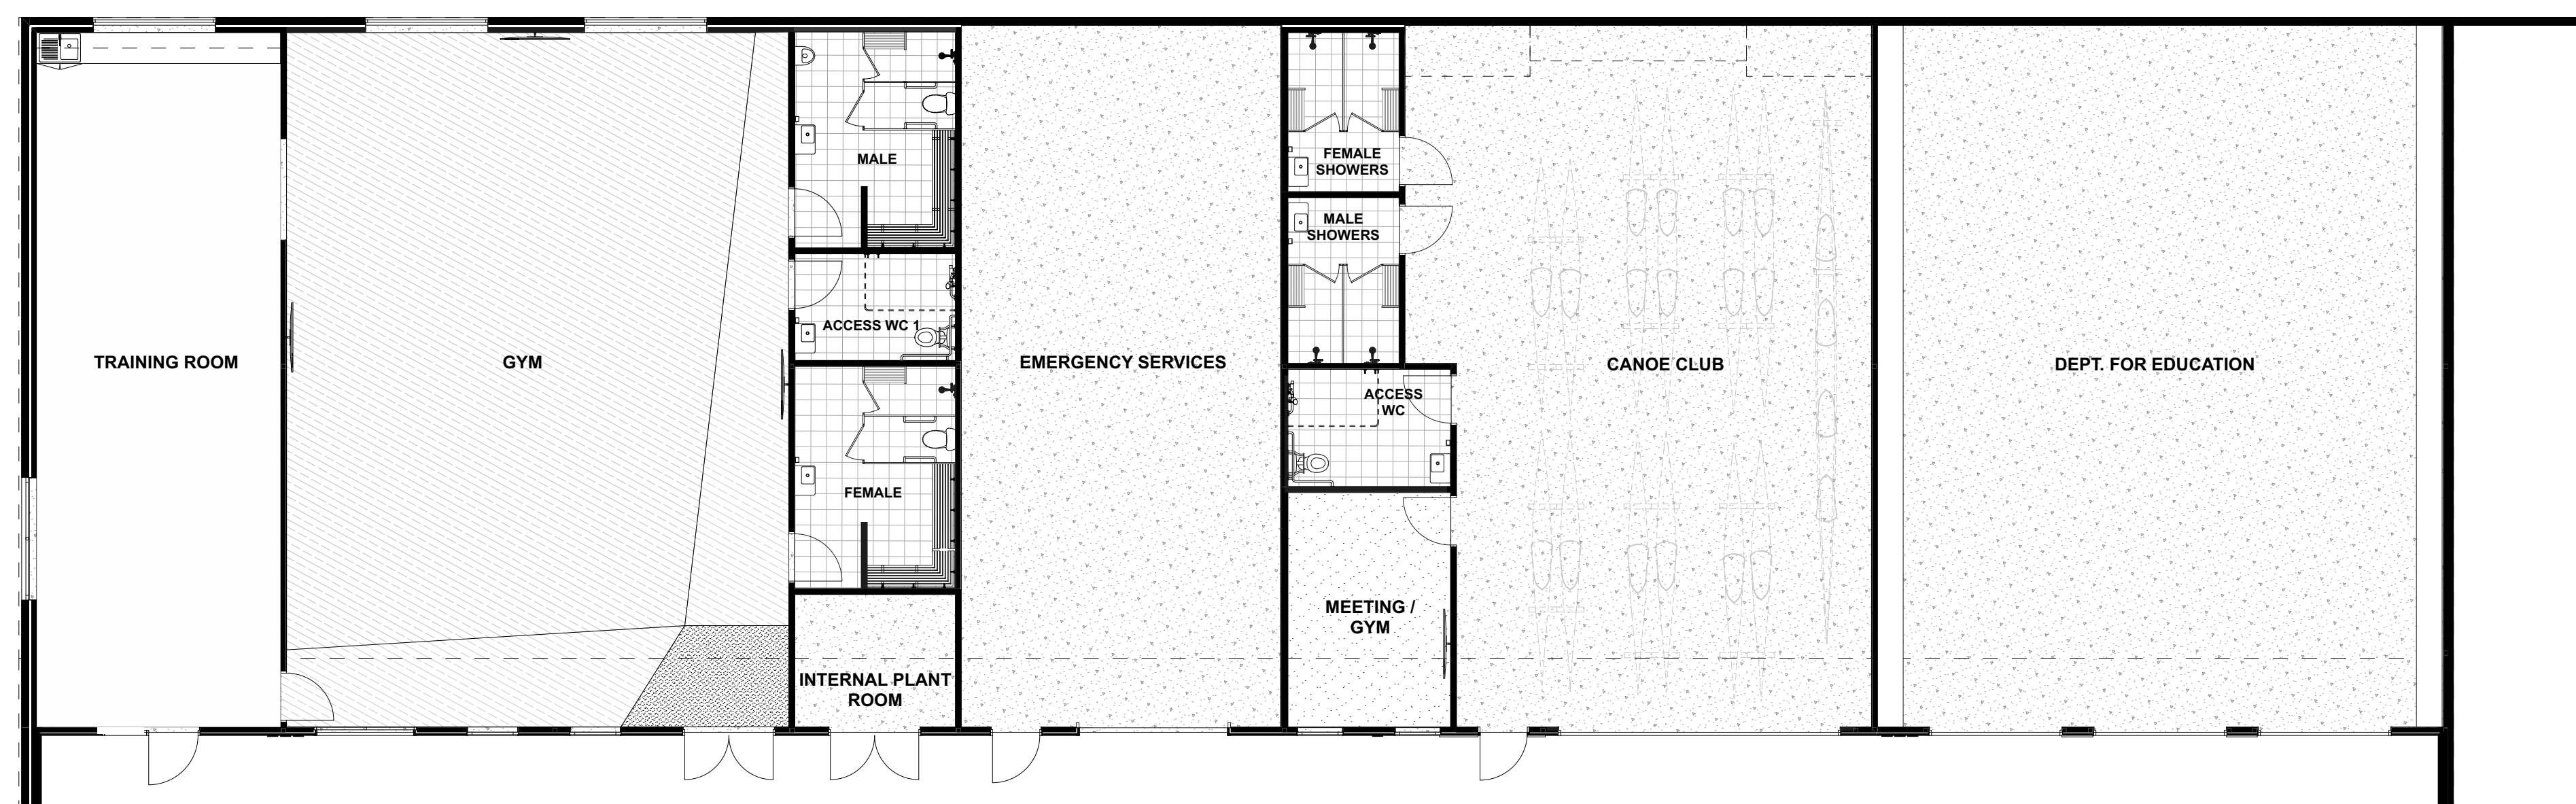 TRAINING ROOM
GYM
MALE
ACCESS WC 1
FEMALE
INTERNAL PLANT
ROOM
EMERGENCY SERVICES
FEMALE
SHOWERS
MALE
SHOWERS
ACCESS
WC
MEETING /
GYM
CANOE CLUB
DEPT. FOR EDUCATION